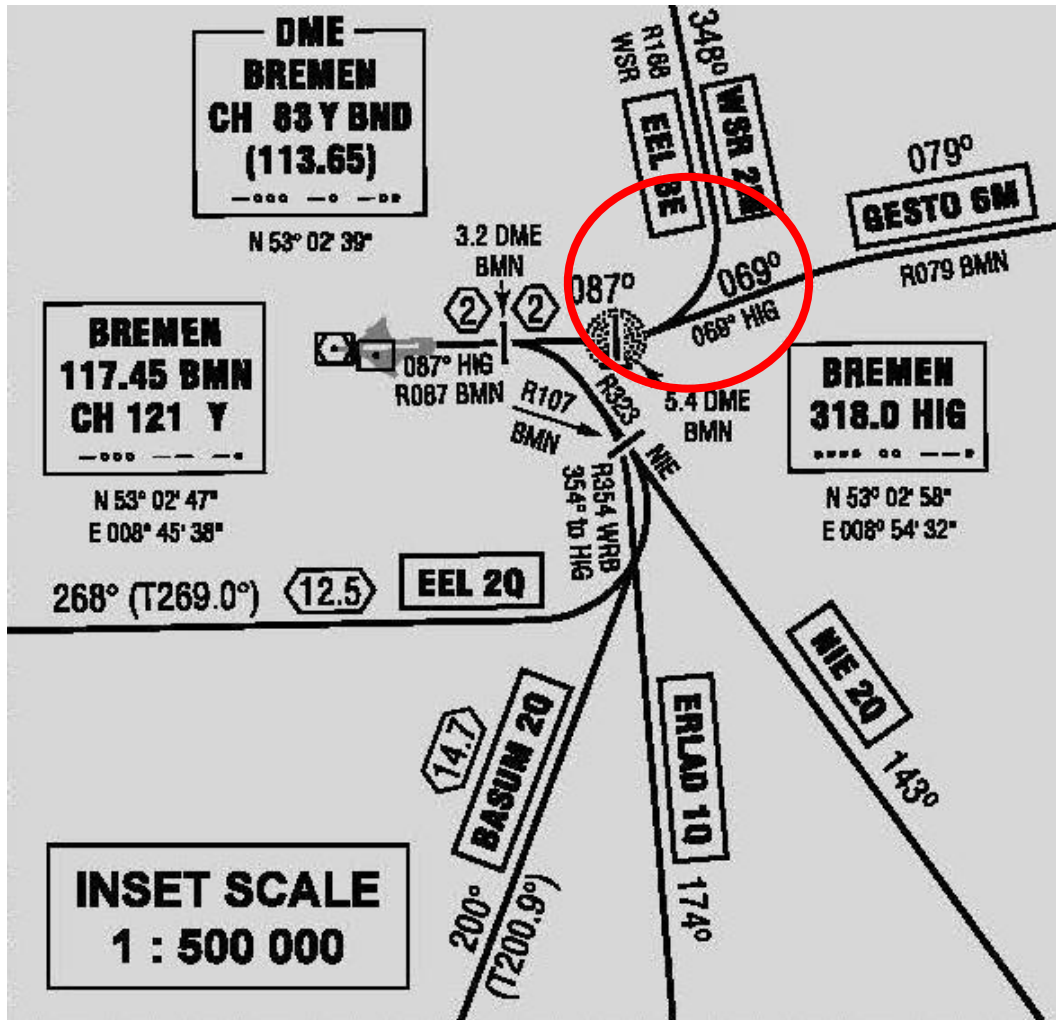 DME
BREMEN
CH 83 Y BND
(113.65)
N 53° 02' 39"
R168
WSR
348°
EEL 3E
WSR 2M
079°
GESTO 6M
R079 BMN
3.2 DME
BMN
2
2
087°
069°
069° HIG
BREMEN
117.45 BMN
CH 121 Y
N 53° 02' 47"
E 008° 45' 38"
087° HIG
R087 BMN
R107
BMN
R323
NIE
5.4 DME
BMN
BREMEN
318.0 HIG
N 53° 02' 58"
E 008° 54' 32"
R354 WRB
354° to HIG
268° (T269.0°)
12.5
EEL 2Q
14.7
BASUM 2Q
200°
(T200.9°)
ERLAD 1Q
174°
NIE 2Q
143°
INSET SCALE
1 : 500 000